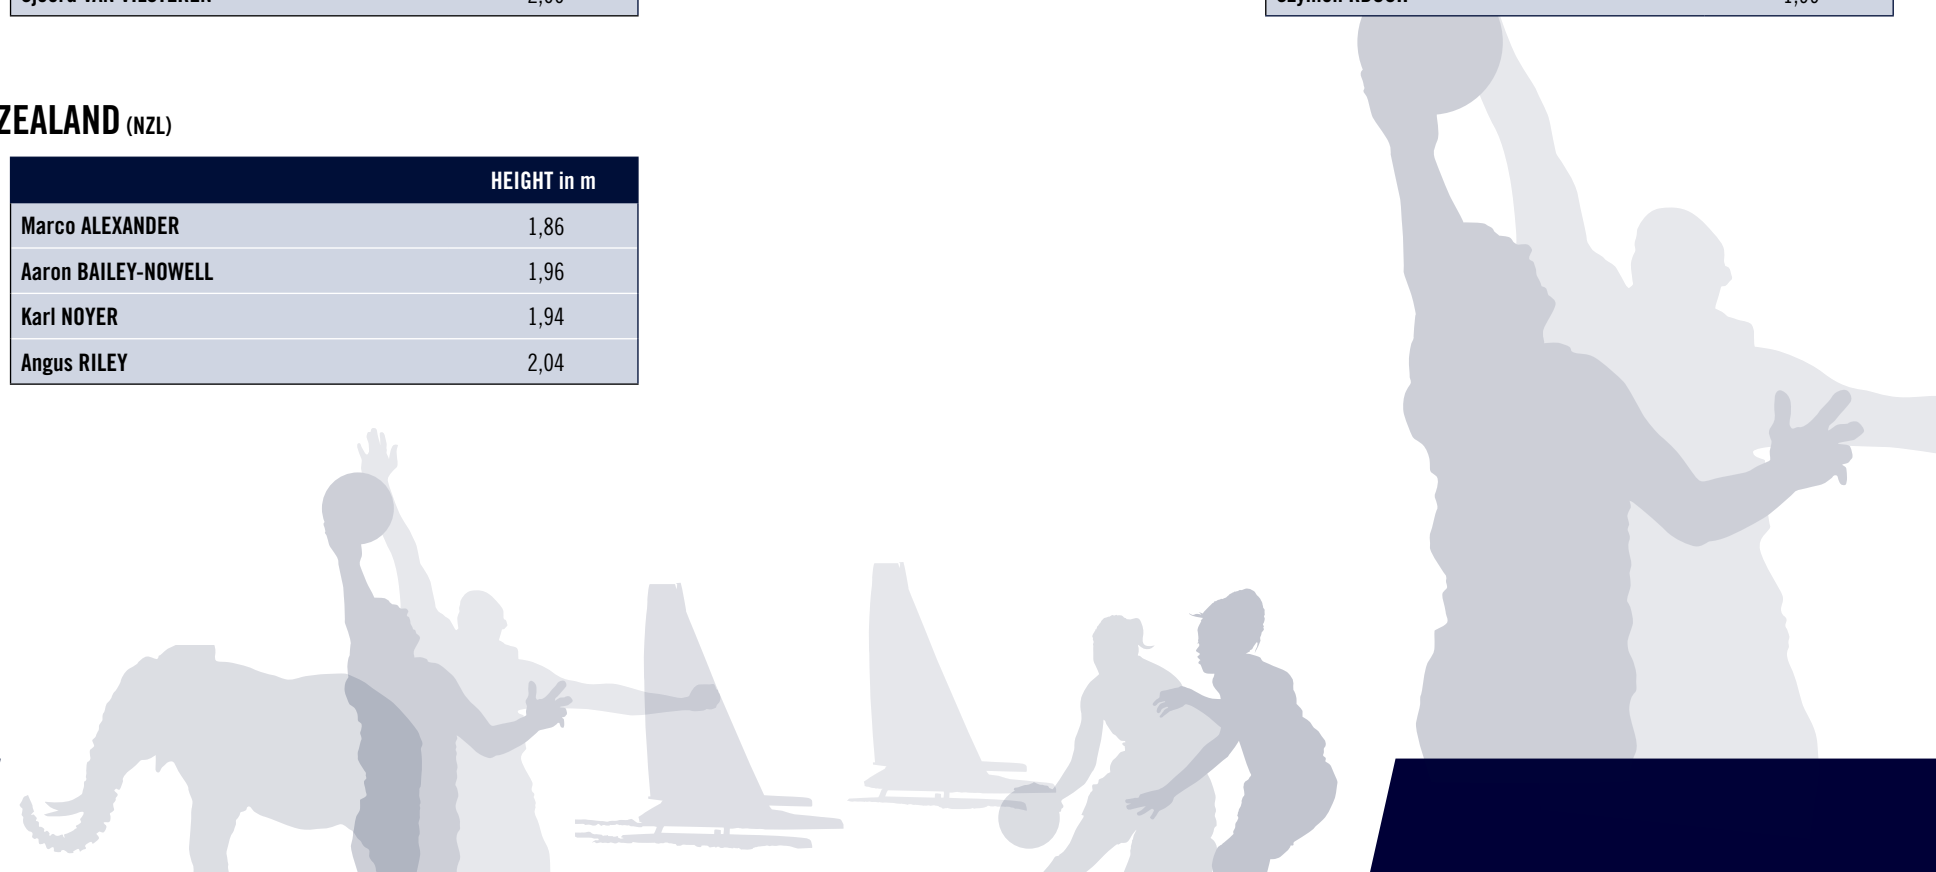 ZEALAND (NZL)
HEIGHT in m
Marco ALEXANDER 1,86
Aaron BAILEY-NOWELL 1,96
Karl NOYER 1,94
Angus RILEY 2,04